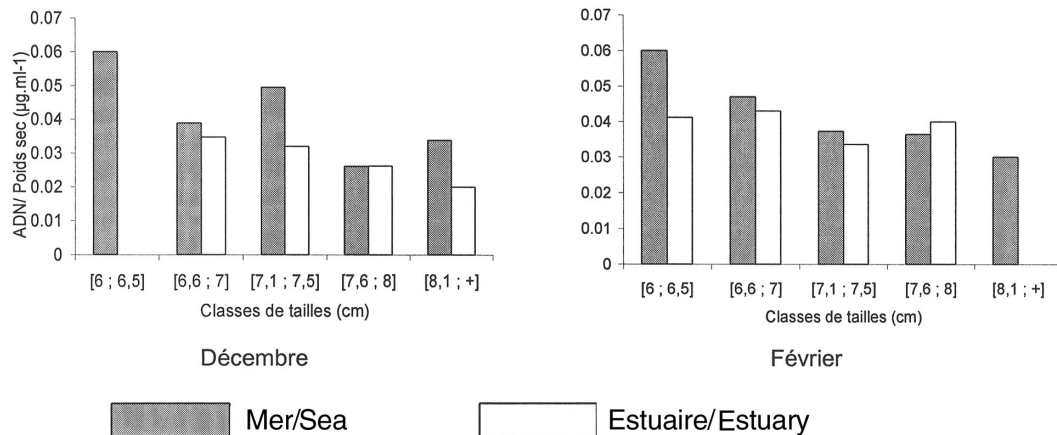 ADN/ Poids sec (µg.ml-1)
0.07
0.06
0.05
0.04
0.03
0.02
0.01
0
[6 ; 6,5] [6,6 ; 7] [7,1 ; 7,5] [7,6 ; 8] [8,1 ; +]
Classes de tailles (cm)
Décembre
0.07
0.06
0.05
0.04
0.03
0.02
0.01
0
[6 ; 6,5] [6,6 ; 7] [7,1 ; 7,5] [7,6 ; 8] [8,1 ; +]
Classes de tailles (cm)
Février
Mer/Sea
Estuaire/Estuary